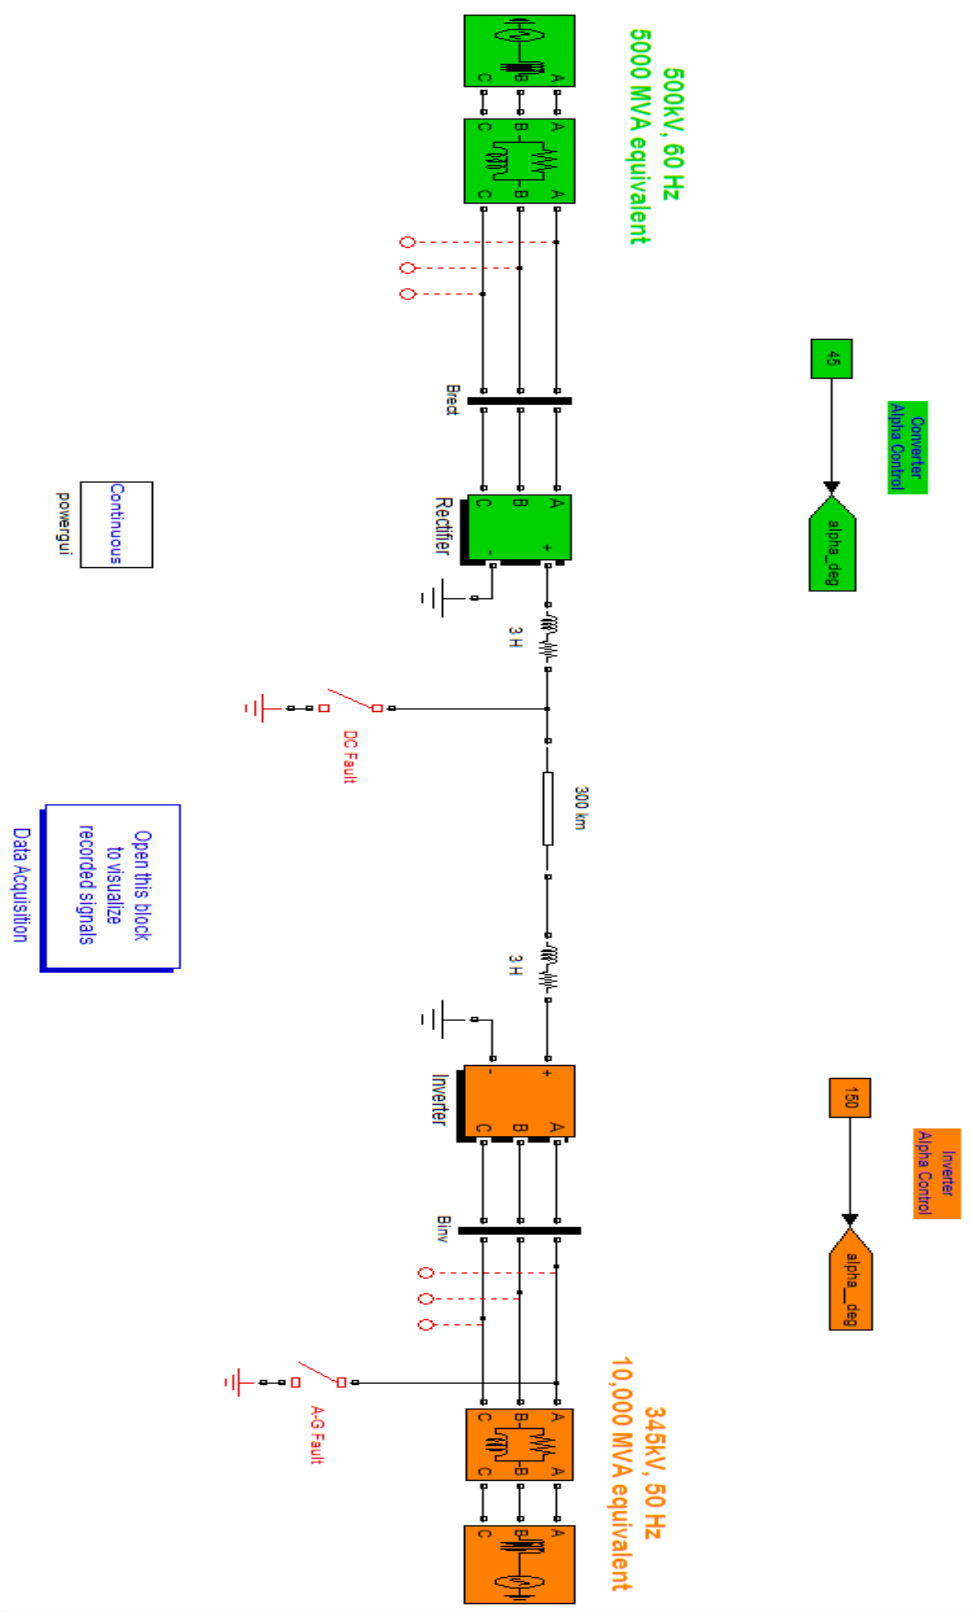 500kV, 60 Hz
5000 MVA equivalent
A
B
C
A
B
C
A
B
C
Brect
A
B
C
+
-
Rectifier
3 H
DC Fault
300 km
3 H
+
-
A
B
C
Inverter
Binv
A-G Fault
A
B
C
A
B
C
A
B
C
345kV, 50 Hz
10,000 MVA equivalent
Converter
Alpha Control
45
alpha_deg
Inverter
Alpha Control
150
alpha__deg
Continuous
powergui
Open this block
to visualize
recorded signals
Data Acquisition